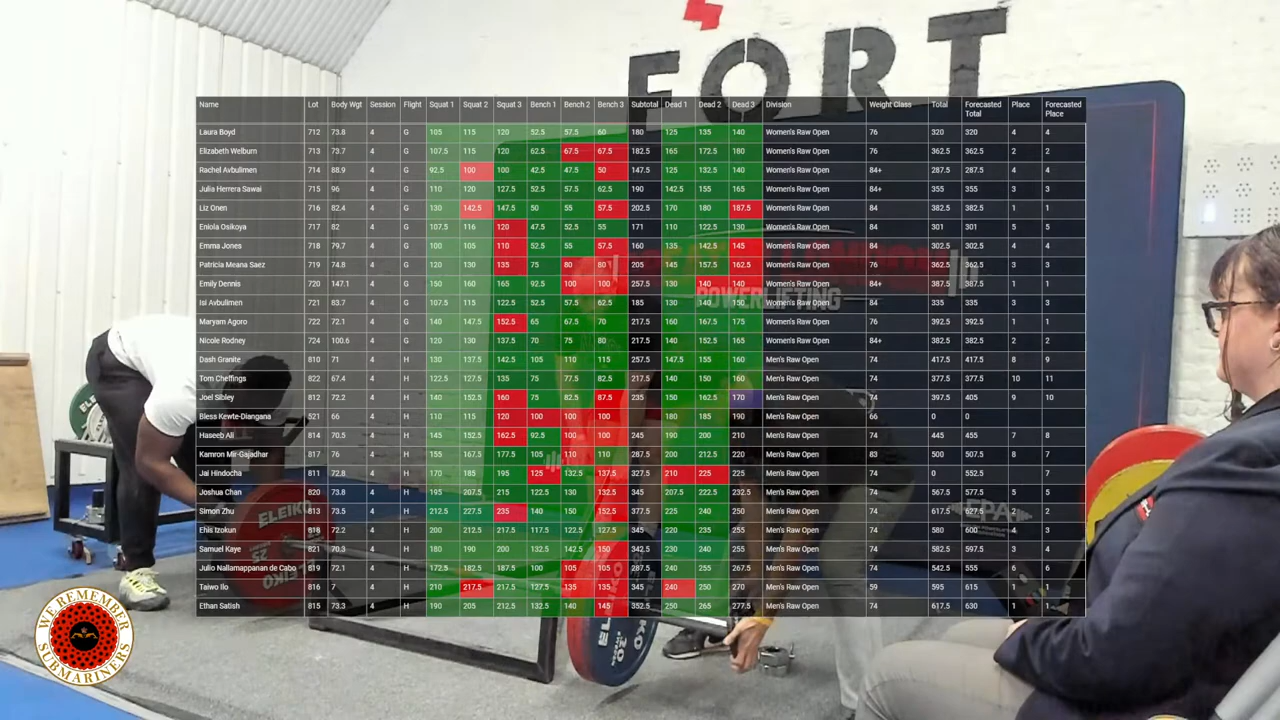 FORT
Name Lot Body Wgt Session Flight Squat 1 Squat 2 Squat 3 Bench 1 Bench 2 Bench 3 Subtotal Dead 1 Dead 2 Dead 3 Division Weight Class Total Forecasted Total Place Forecasted Place
Laura Boyd 712 73.8 4 G 105 115 120 52.5 57.5 60 180 125 135 140 Women's Raw Open 76 320 320 4 4
Elizabeth Welburn 713 73.7 4 G 107.5 115 120 62.5 67.5 67.5 182.5 165 172.5 180 Women's Raw Open 76 362.5 362.5 2 2
Rachel Avbulimen 714 88.9 4 G 92.5 100 100 42.5 47.5 50 147.5 125 132.5 140 Women's Raw Open 84+ 287.5 287.5 4 4
Julia Herrera Sawai 715 96 4 G 110 120 127.5 52.5 57.5 62.5 190 142.5 155 165 Women's Raw Open 84+ 355 355 3 3
Liz Onen 716 82.4 4 G 130 142.5 147.5 50 55 57.5 202.5 170 180 187.5 Women's Raw Open 84 382.5 382.5 1 1
Eniola Osikoya 717 82 4 G 107.5 116 120 47.5 52.5 55 171 110 122.5 130 Women's Raw Open 84 301 301 5 5
Emma Jones 718 79.7 4 G 100 105 110 52.5 55 57.5 160 135 142.5 145 Women's Raw Open 84 302.5 302.5 4 4
Patricia Meana Saez 719 74.8 4 G 120 130 135 75 80 80 205 145 157.5 162.5 Women's Raw Open 76 362.5 362.5 3 3
Emily Dennis 720 147.1 4 G 150 160 165 92.5 100 100 257.5 130 140 140 Women's Raw Open 84+ 387.5 387.5 1 1
Isi Avbulimen 721 83.7 4 G 107.5 115 122.5 52.5 57.5 62.5 185 130 140 150 Women's Raw Open 84 335 335 3 3
Maryam Agoro 722 72.1 4 G 140 147.5 152.5 65 67.5 70 217.5 160 167.5 175 Women's Raw Open 76 392.5 392.5 1 1
Nicole Rodney 724 100.6 4 G 120 130 137.5 70 75 80 217.5 140 152.5 165 Women's Raw Open 84+ 382.5 382.5 2 2
Dash Granite 810 71 4 H 130 137.5 142.5 105 110 115 257.5 147.5 155 160 Men's Raw Open 74 417.5 417.5 8 9
Tom Cheffings 822 67.4 4 H 122.5 127.5 135 75 77.5 82.5 217.5 140 150 160 Men's Raw Open 74 377.5 377.5 10 11
Joel Sibley 812 72.2 4 H 140 152.5 160 75 82.5 87.5 235 150 162.5 170 Men's Raw Open 74 397.5 405 9 10
Bless Kewte-Diangana 521 66 4 H 110 115 120 100 100 100 0 180 185 190 Men's Raw Open 66 0 0
Haseeb Ali 814 70.5 4 H 145 152.5 162.5 92.5 100 100 245 190 200 210 Men's Raw Open 74 445 455 7 8
Kamron Mir-Gajadhar 817 76 4 H 155 167.5 177.5 105 110 110 287.5 200 212.5 220 Men's Raw Open 83 500 507.5 8 7
Jai Hindocha 811 72.8 4 H 170 185 195 125 132.5 137.5 327.5 210 225 225 Men's Raw Open 74 0 552.5 7
Joshua Chan 820 73.8 4 H 195 207.5 215 122.5 130 132.5 345 207.5 222.5 232.5 Men's Raw Open 74 567.5 577.5 5 5
Simon Zhu 813 73.5 4 H 212.5 227.5 235 140 150 152.5 377.5 225 240 250 Men's Raw Open 74 617.5 627.5 2 2
Ehis Izokun 818 72.2 4 H 200 212.5 217.5 117.5 122.5 127.5 345 220 235 255 Men's Raw Open 74 580 600 4 3
Samuel Kaye 821 70.3 4 H 180 190 200 132.5 142.5 150 342.5 230 240 255 Men's Raw Open 74 582.5 597.5 3 4
Julio Nallamappanan de Cabo 819 72.1 4 H 172.5 182.5 187.5 100 105 105 287.5 240 255 267.5 Men's Raw Open 74 542.5 555 6 6
Taiwo Ilo 816 7 4 H 210 217.5 217.5 127.5 135 135 345 240 250 270 Men's Raw Open 59 595 615 1 1
Ethan Satish 815 73.3 4 H 190 205 212.5 132.5 140 145 352.5 250 265 277.5 Men's Raw Open 74 617.5 630 1 1
POWERLIFTING
EPA
ELEIKO
25
WE REMEMBER
SUBMARINERS